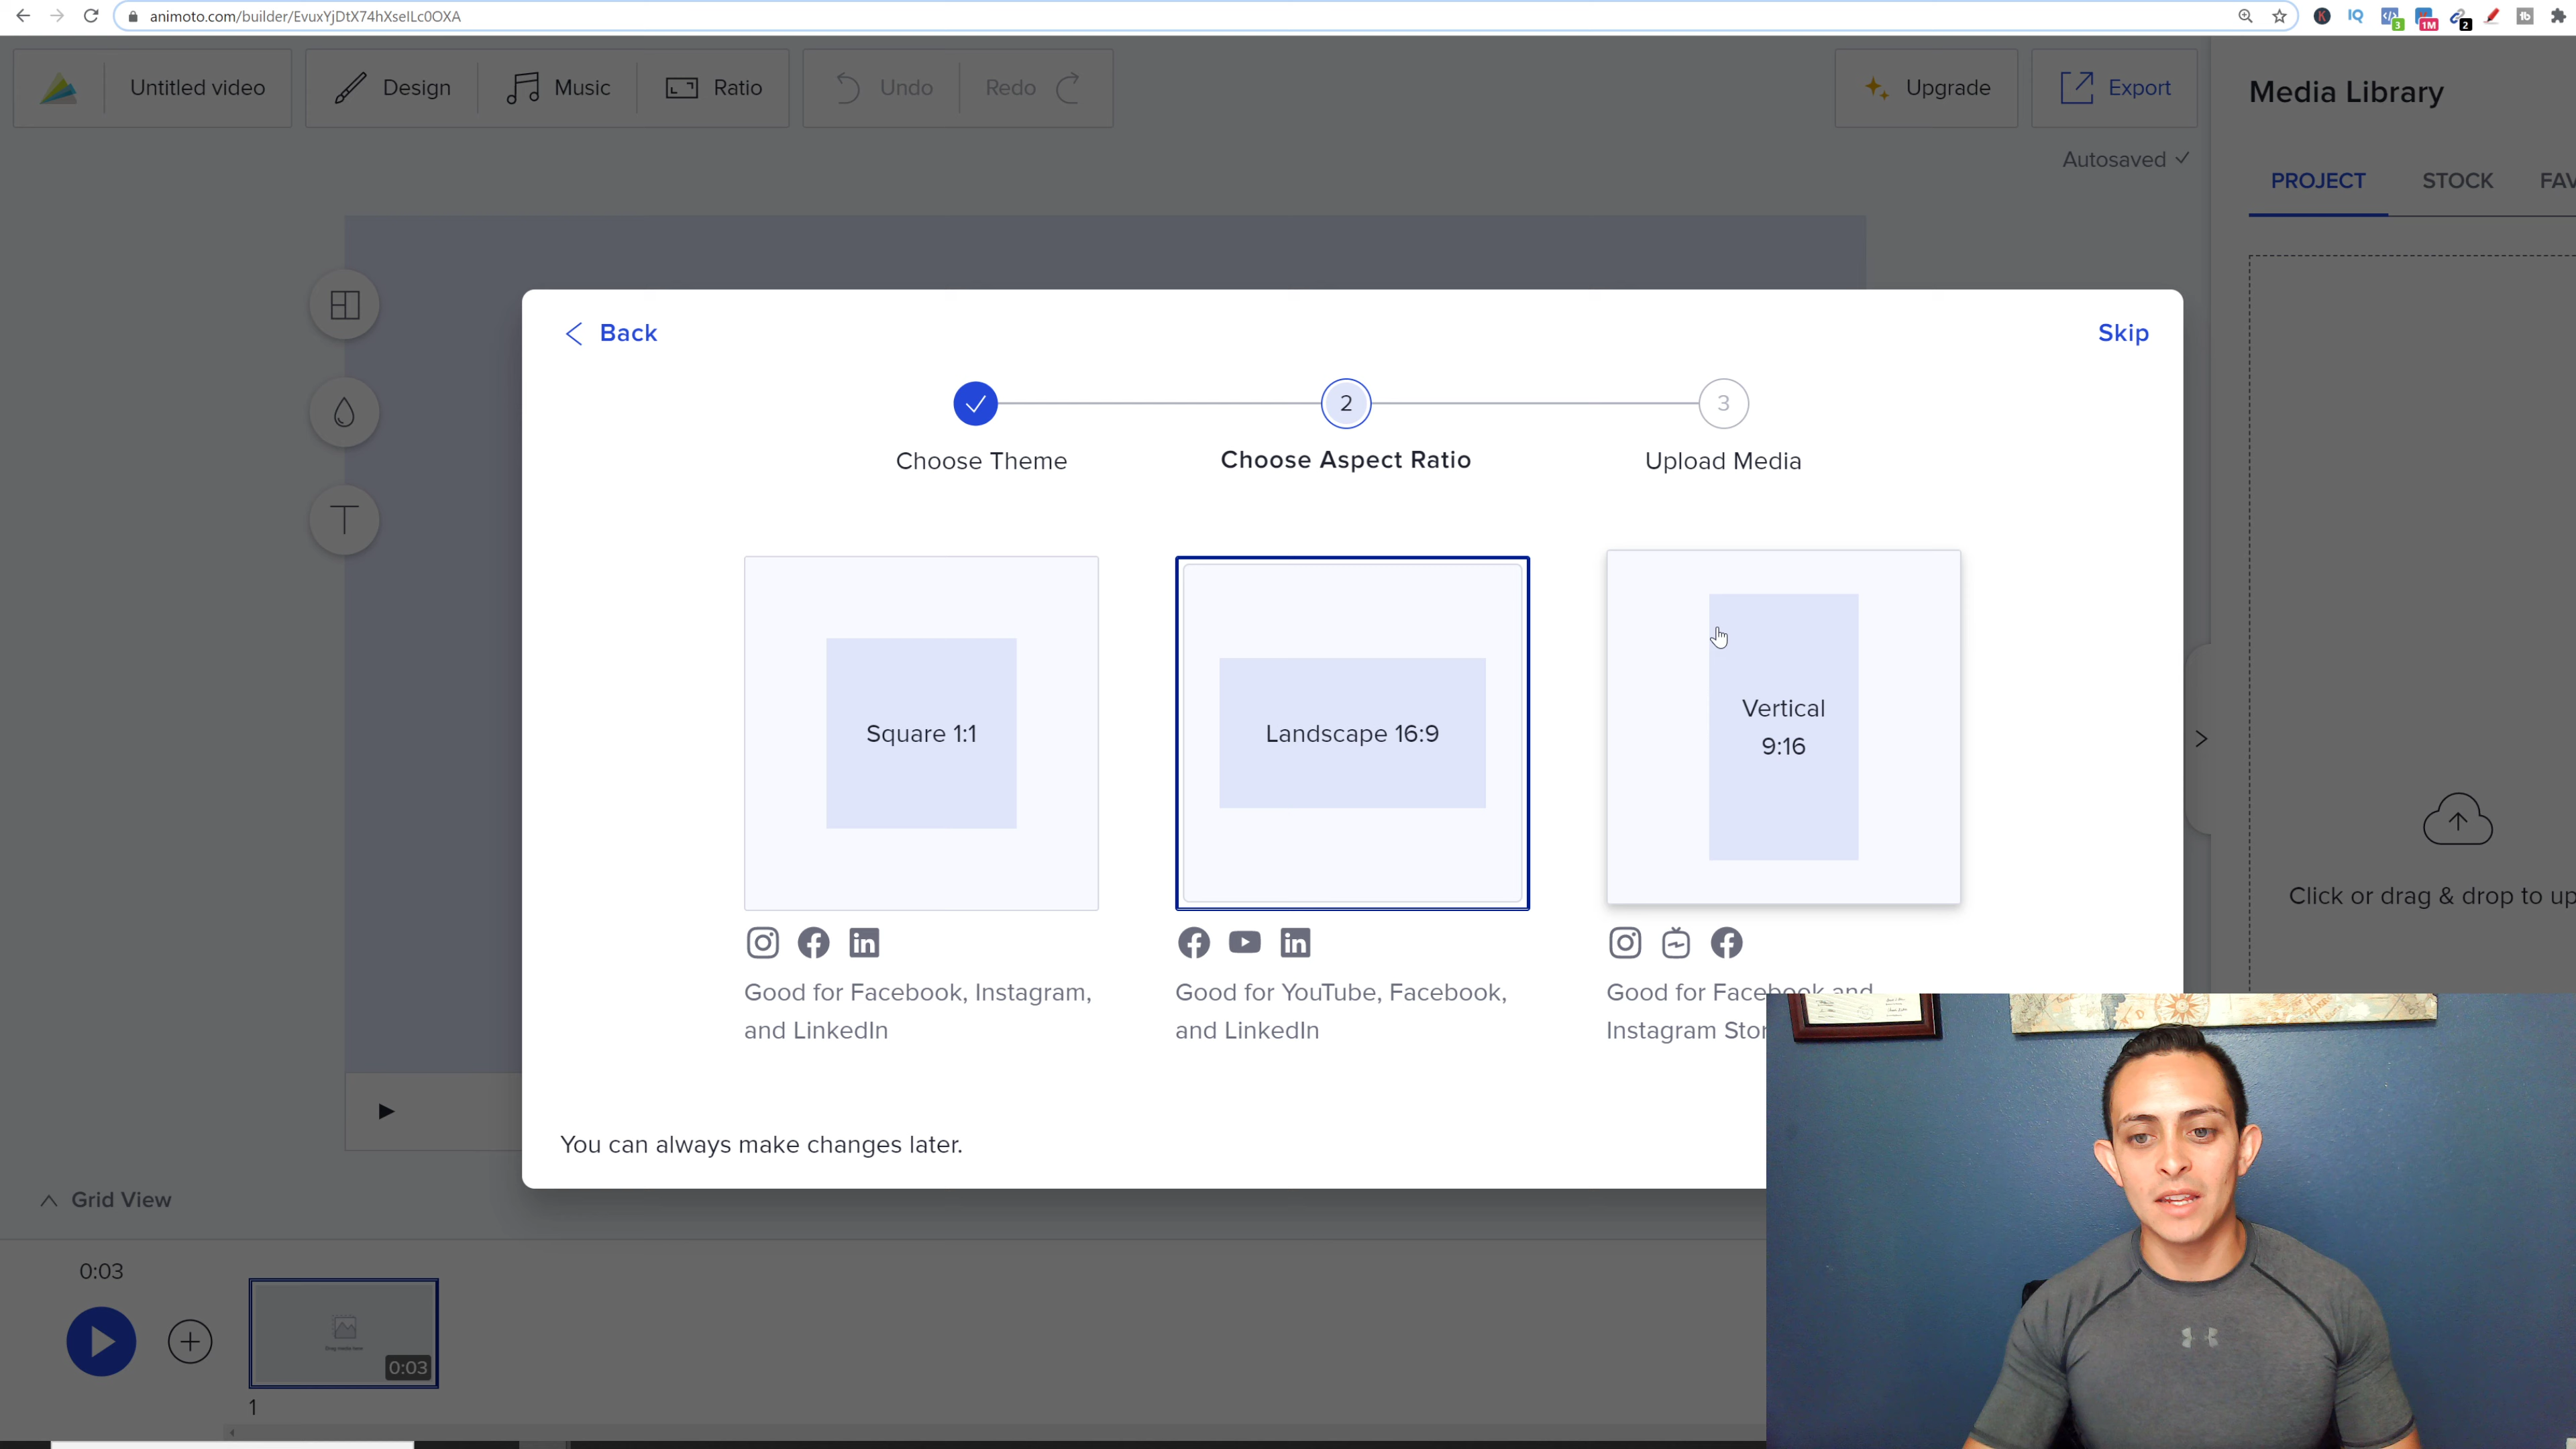 animoto.com/builder/EvuxYjDtX74hXseILc0OXA
3
1M
2
Untitled video
Design
Music
Ratio
Undo
Redo
Upgrade
Export
Media Library
Autosaved
PROJECT
STOCK
FAV
Back
Skip
2
3
Choose Theme
Choose Aspect Ratio
Upload Media
Square 1:1
Landscape 16:9
Vertical
9:16
Good for Facebook, Instagram,
and LinkedIn
Good for YouTube, Facebook,
and LinkedIn
Good for Facebook and
Instagram Stor
Click or drag & drop to up
You can always make changes later.
Grid View
0:03
0:03
1